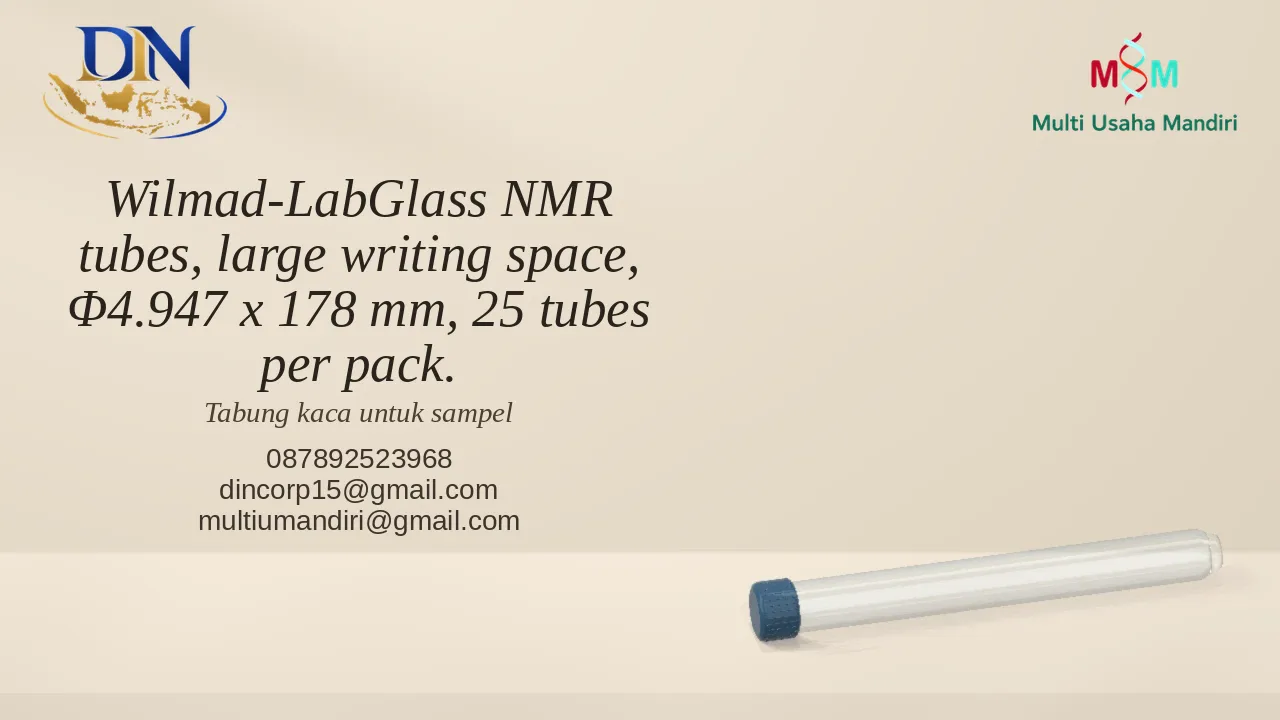 DIN
MSM
Multi Usaha Mandiri
Wilmad-LabGlass NMR
tubes, large writing space,
Φ4.947 x 178 mm, 25 tubes
per pack.
Tabung kaca untuk sampel
087892523968
dincorp15@gmail.com
multiumandiri@gmail.com